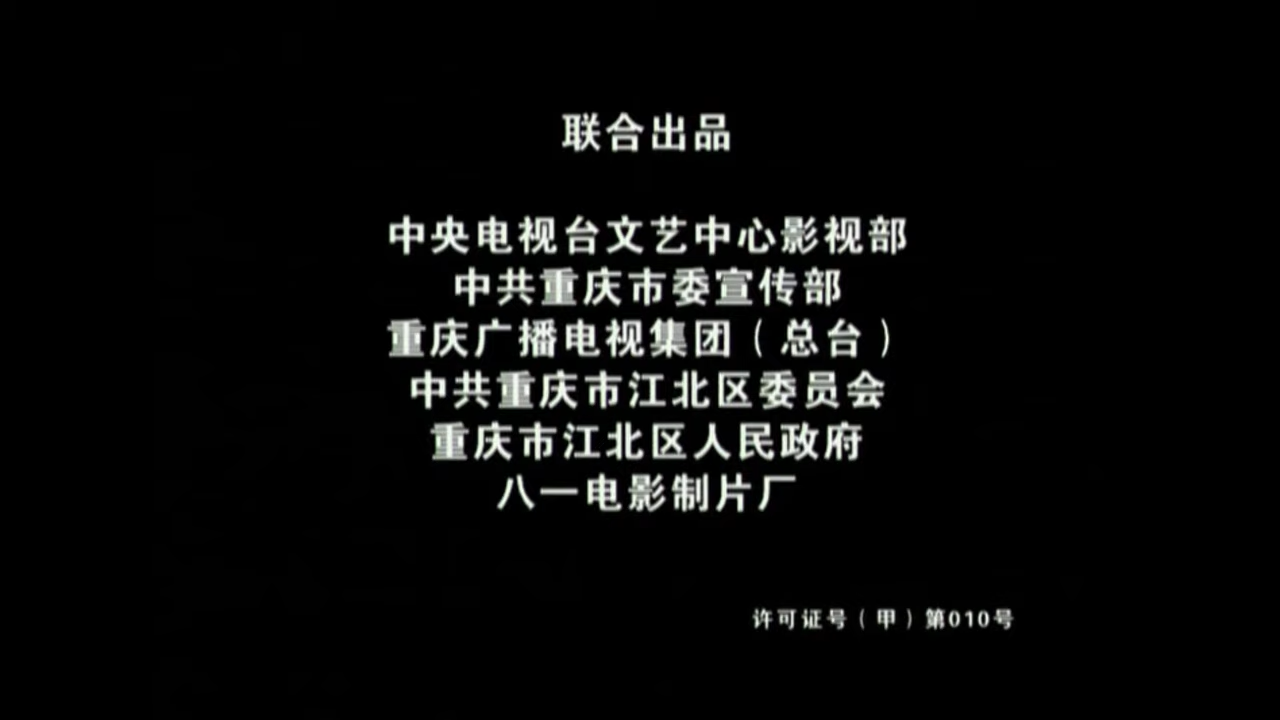 联合出品
中央电视台文艺中心影视部
中共重庆市委宣传部
重庆广播电视集团（总台）
中共重庆市江北区委员会
重庆市江北区人民政府
八一电影制片厂
许可证号（甲）第010号